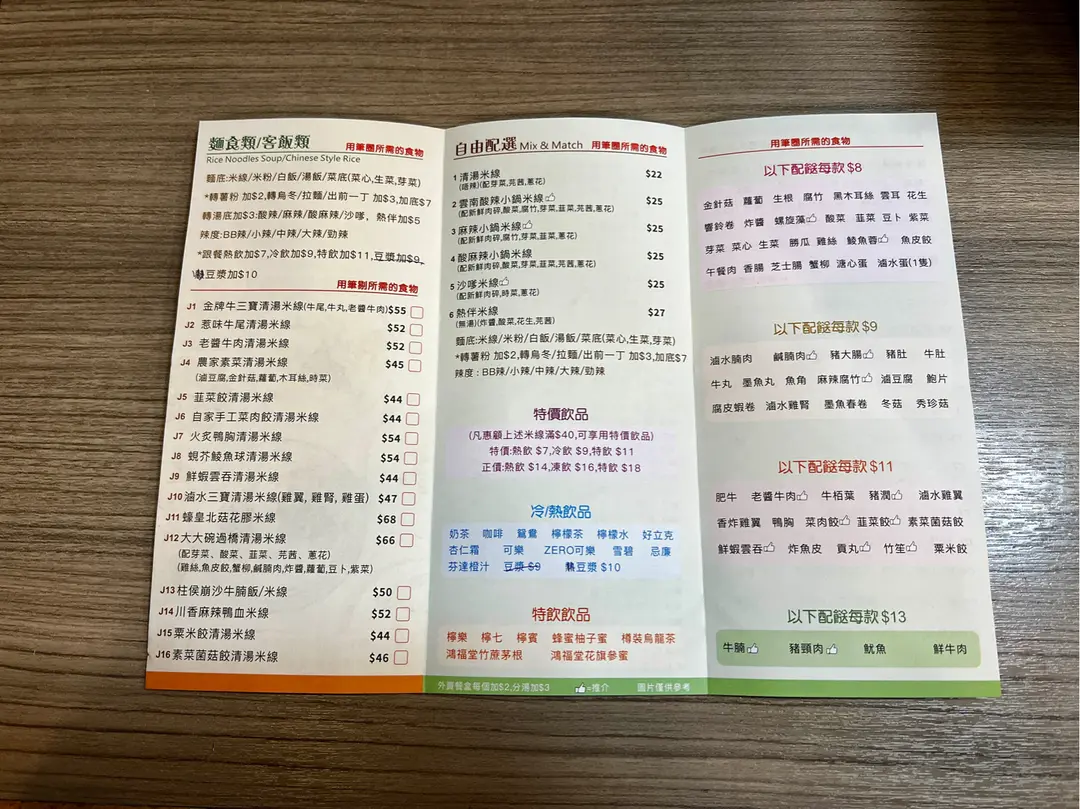 麵食類/客飯類 用筆圈所需的食物
Rice Noodles Soup/Chinese Style Rice
麵底:米線/米粉/白飯/湯飯/菜底(菜心,生菜,芽菜)
*轉薯粉 加$2,轉烏冬/拉麵/出前一丁 加$3,加底$7
轉湯底加$3:酸辣/麻辣/酸麻辣/沙嗲，熱伴加$5
辣度:BB辣/小辣/中辣/大辣/勁辣
*跟餐熱飲加$7,冷飲加$9,特飲加$11,豆漿加$9,
熱豆漿加$10
用筆剔所需的食物
J1 金牌牛三寶清湯米線(牛尾,牛丸,老醬牛肉)$55
J2 惹味牛尾清湯米線 $52
J3 老醬牛肉清湯米線 $52
J4 農家素菜清湯米線 $45
(滷豆腐,金針菇,蘿蔔,木耳絲,時菜)
J5 韮菜餃清湯米線 $44
J6 自家手工菜肉餃清湯米線 $44
J7 火炙鴨胸清湯米線 $54
J8 蜆芥鯪魚球清湯米線 $54
J9 鮮蝦雲吞清湯米線 $44
J10 滷水三寶清湯米線(雞翼, 雞腎, 雞蛋) $47
J11 蠔皇北菇花膠米線 $68
J12 大大碗過橋清湯米線 $66
(配芽菜、酸菜、韮菜、芫茜、蔥花)
(雞絲,魚皮餃,蟹柳,鹹腩肉,炸醬,蘿蔔,豆卜,紫菜)
J13 柱侯崩沙牛腩飯/米線 $50
J14 川香麻辣鴨血米線 $52
J15 粟米餃清湯米線 $44
J16 素菜菌菇餃清湯米線 $46
自由配選 Mix & Match 用筆圈所需的食物
1 清湯米線 $22
(唔辣)(配芽菜,芫茜,蔥花)
2 雲南酸辣小鍋米線 $25
(配新鮮肉碎,酸菜,腐竹,芽菜,韮菜,芫茜,蔥花)
3 麻辣小鍋米線 $25
(配新鮮肉碎,腐竹,芽菜,韮菜,蔥花)
4 酸麻辣小鍋米線 $25
(配新鮮肉碎,酸菜,芽菜,韮菜,芫茜,蔥花)
5 沙嗲米線 $25
(配新鮮肉碎,時菜,蔥花)
6 熱伴米線 $27
(無湯)(炸醬,酸菜,花生,芫茜)
麵底:米線/米粉/白飯/湯飯/菜底(菜心,生菜,芽菜)
*轉薯粉 加$2,轉烏冬/拉麵/出前一丁 加$3,加底$7
辣度 : BB辣/小辣/中辣/大辣/勁辣
特價飲品
(凡惠顧上述米線滿$40,可享用特價飲品)
特價:熱飲 $7,冷飲 $9,特飲 $11
正價:熱飲 $14,凍飲 $16,特飲 $18
冷/熱飲品
奶茶 咖啡 鴛鴦 檸檬茶 檸檬水 好立克
杏仁霜 可樂 ZERO可樂 雪碧 忌廉
芬達橙汁 豆漿 $9 熱豆漿 $10
特飲飲品
檸樂 檸七 檸賓 蜂蜜柚子蜜 樽裝烏龍茶
鴻福堂竹蔗茅根 鴻福堂花旗參蜜
外賣餐盒每個加$2,分湯加$3 =推介 圖片僅供參考
用筆圈所需的食物
以下配餸每款 $8
金針菇 蘿蔔 生根 腐竹 黑木耳絲 雲耳 花生
響鈴卷 炸醬 螺旋藻 酸菜 韮菜 豆卜 紫菜
芽菜 菜心 生菜 勝瓜 雞絲 鯪魚蓉 魚皮餃
午餐肉 香腸 芝士腸 蟹柳 溏心蛋 滷水蛋(1隻)
以下配餸每款 $9
滷水腩肉 鹹腩肉 豬大腸 豬肚 牛肚
牛丸 墨魚丸 魚角 麻辣腐竹 滷豆腐 鮑片
腐皮蝦卷 滷水雞腎 墨魚春卷 冬菇 秀珍菇
以下配餸每款 $11
肥牛 老醬牛肉 牛栢葉 豬潤 滷水雞翼
香炸雞翼 鴨胸 菜肉餃 韮菜餃 素菜菌菇餃
鮮蝦雲吞 炸魚皮 貢丸 竹笙 粟米餃
以下配餸每款 $13
牛腩 豬頸肉 魷魚 鮮牛肉